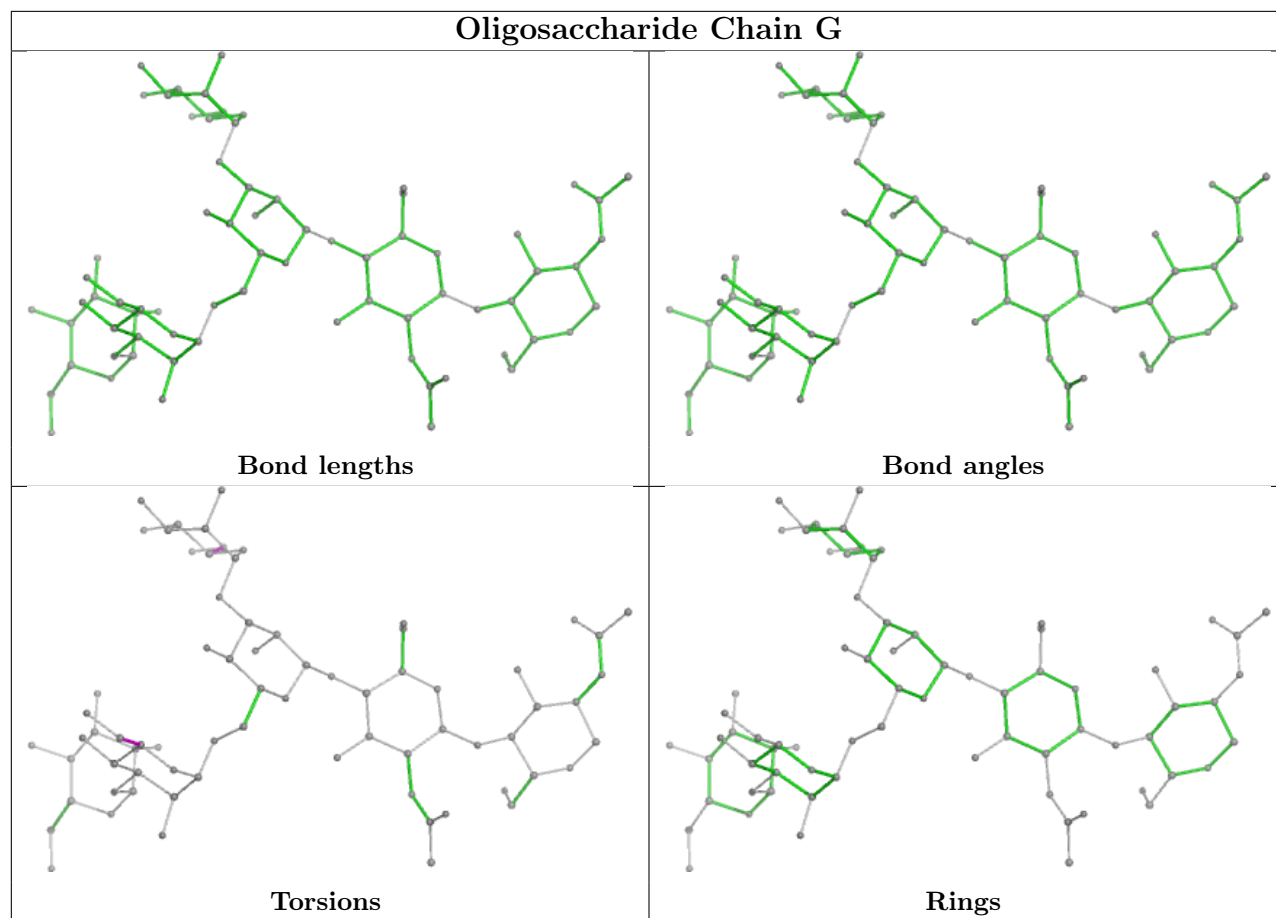 Oligosaccharide Chain G
Bond lengths
Bond angles
Torsions
Rings